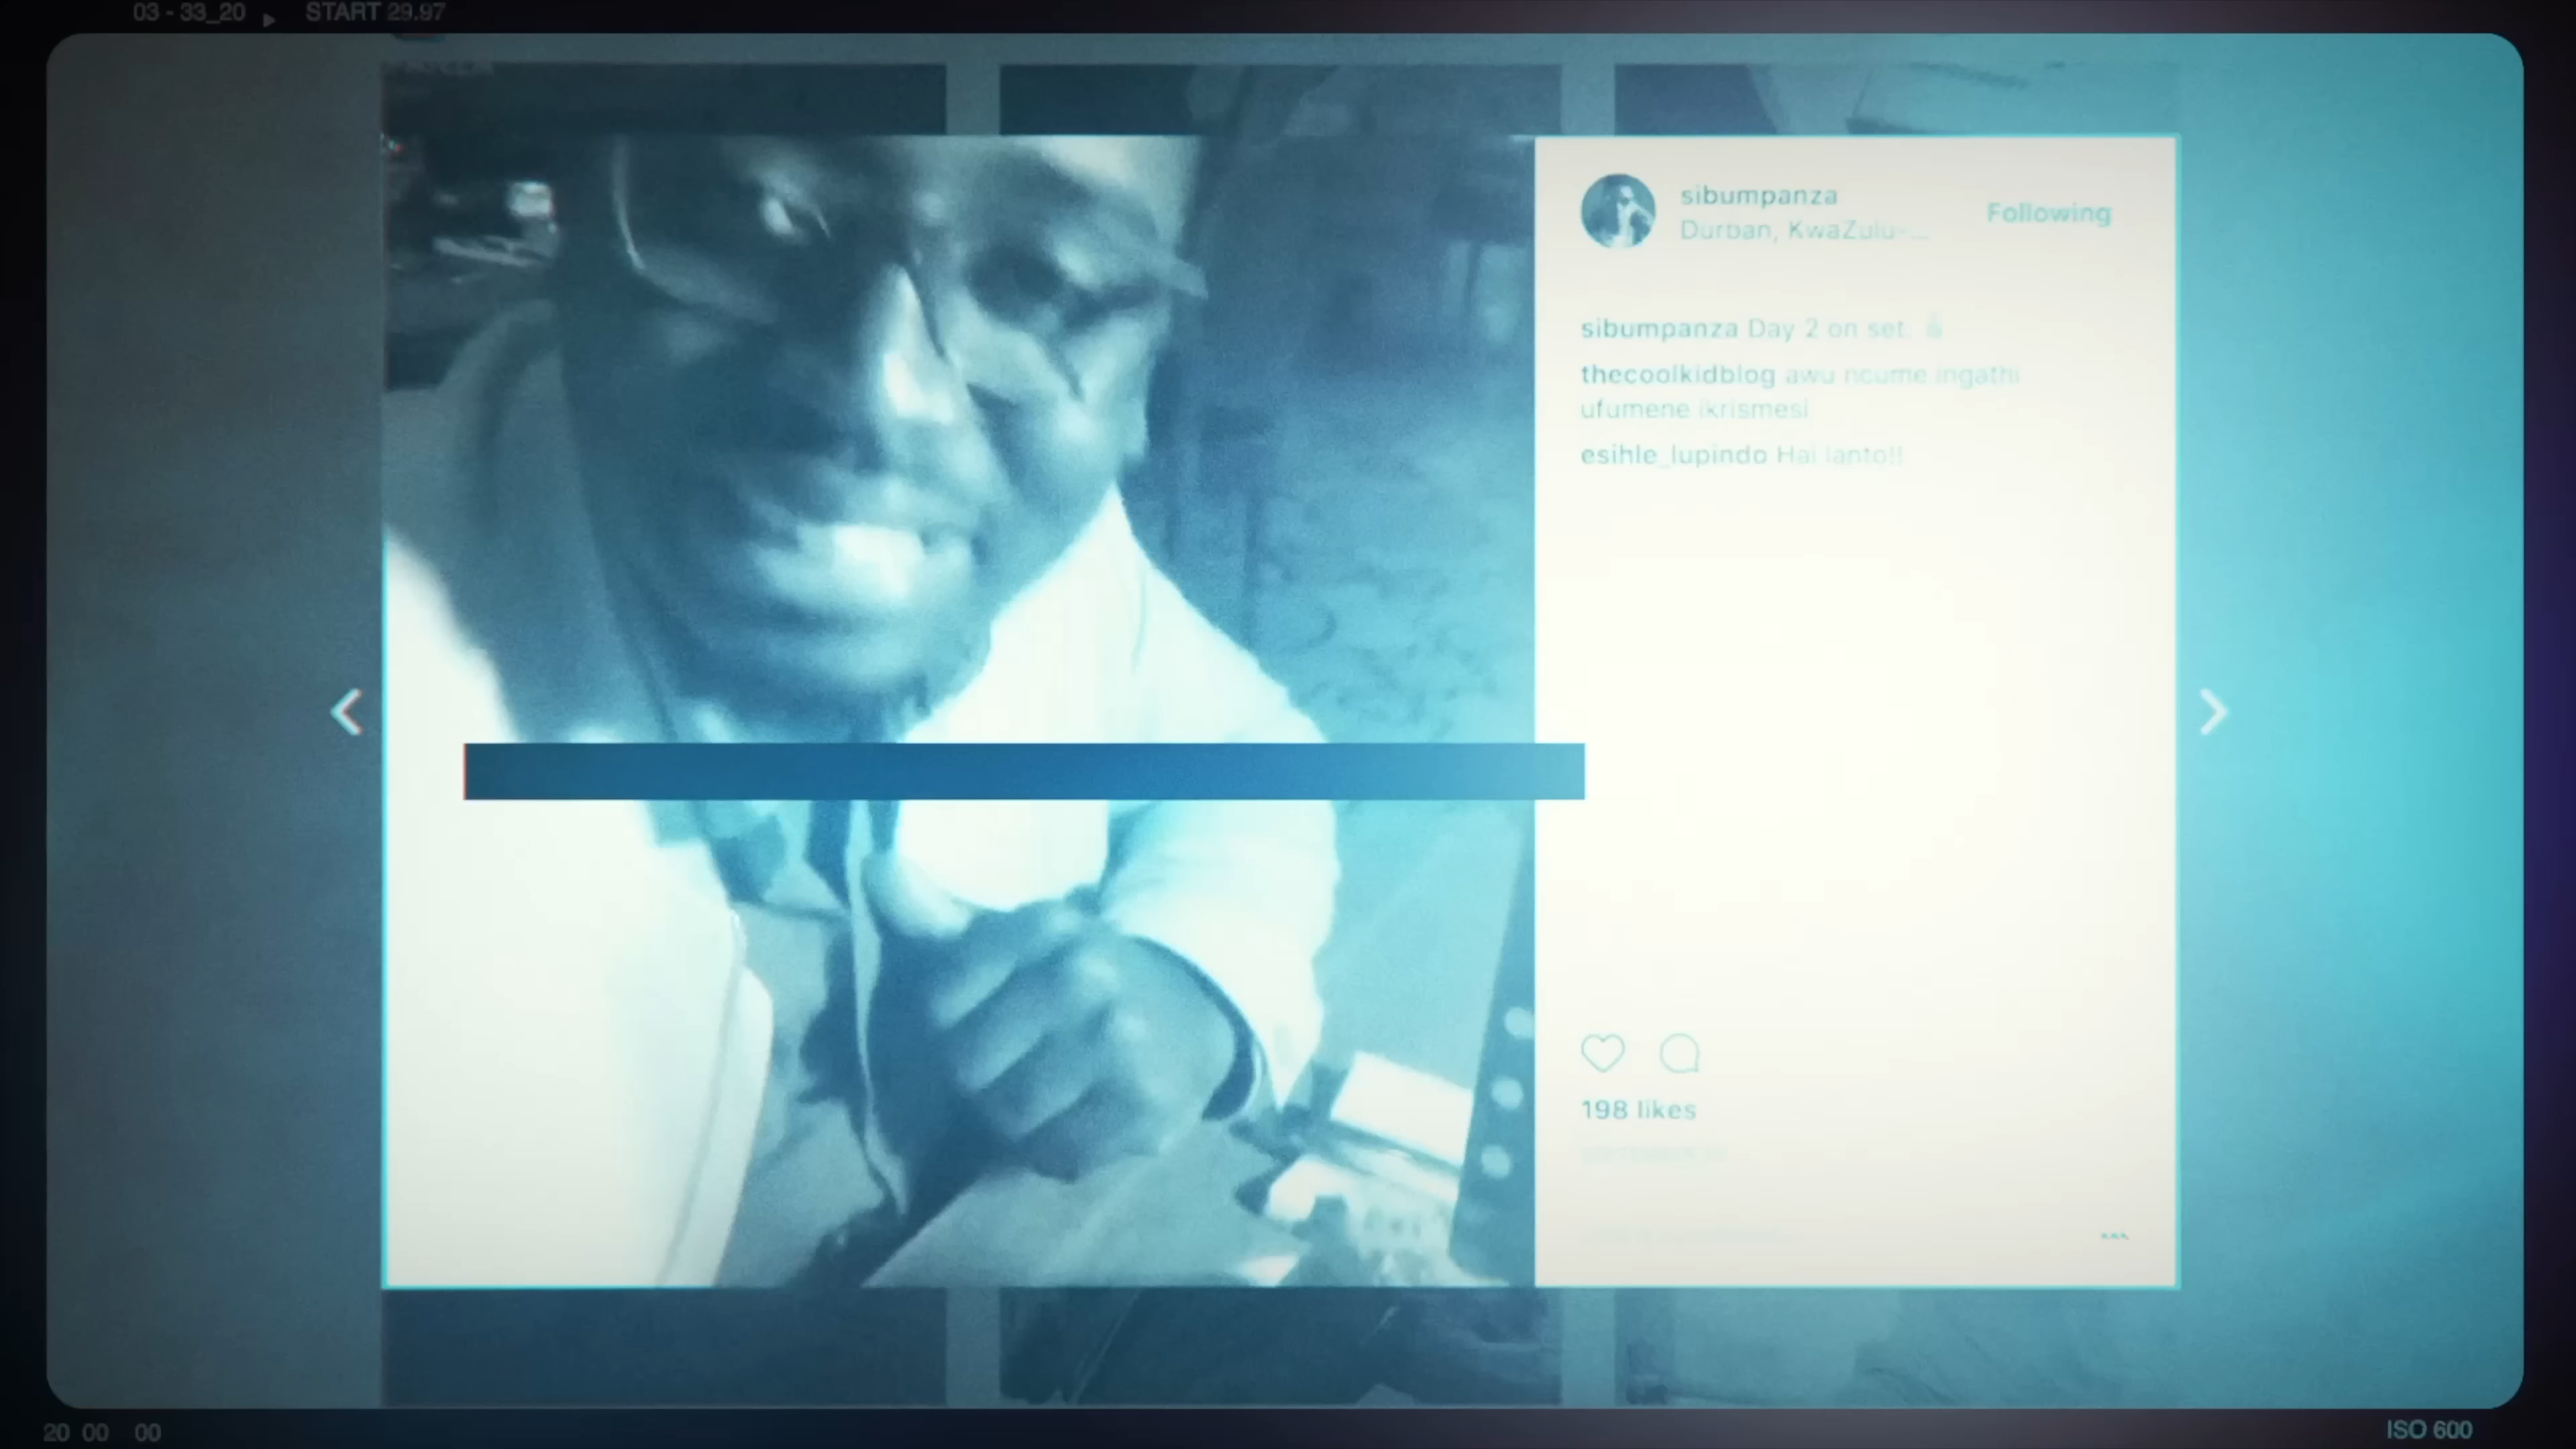 03 - 33_20
START 29.97
sibumpanza
Durban, KwaZulu-...
Following
sibumpanza Day 2 on set.
thecoolkidblog awu ncume ingathi
ufumene ikrismesi
esihle_lupindo Hai lanto!!
198 likes
20 00 00
ISO 600